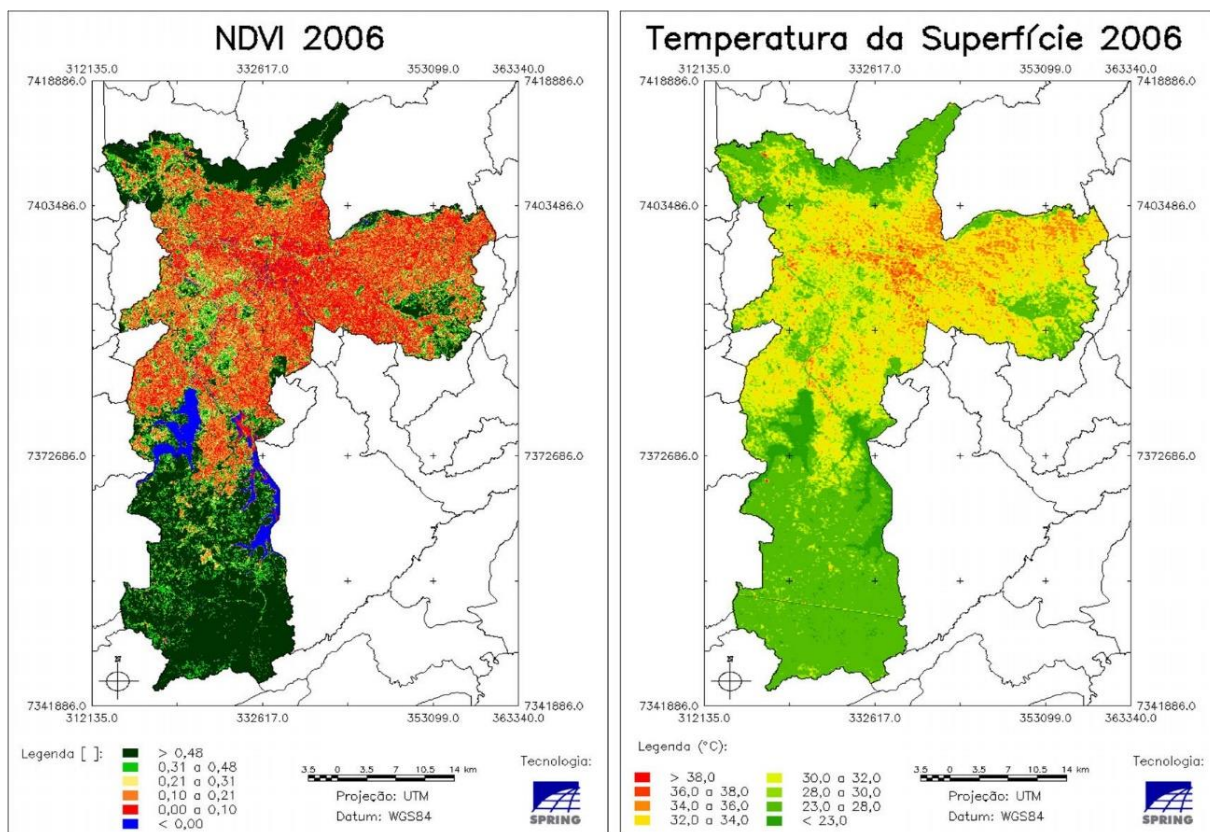 NDVI 2006
312135.0 332617.0 353099.0 363340.0
7418886.0 7418886.0
7403486.0 7403486.0
7372686.0 7372686.0
7341886.0 7341886.0
312135.0 332617.0 353099.0 363340.0
Legenda [ ]:
> 0,48
0,31 a 0,48
0,21 a 0,31
0,10 a 0,21
0,00 a 0,10
< 0,00
3.5 0 3.5 7 10.5 14 km
Projeção: UTM
Datum: WGS84
Tecnologia:
SPRING
Temperatura da Superfície 2006
312135.0 332617.0 353099.0 363340.0
7418886.0 7418886.0
7403486.0 7403486.0
7372686.0 7372686.0
7341886.0 7341886.0
312135.0 332617.0 353099.0 363340.0
Legenda (°C):
> 38,0
36,0 a 38,0
34,0 a 36,0
32,0 a 34,0
30,0 a 32,0
28,0 a 30,0
23,0 a 28,0
< 23,0
3.5 0 3.5 7 10.5 14 km
Projeção: UTM
Datum: WGS84
Tecnologia:
SPRING